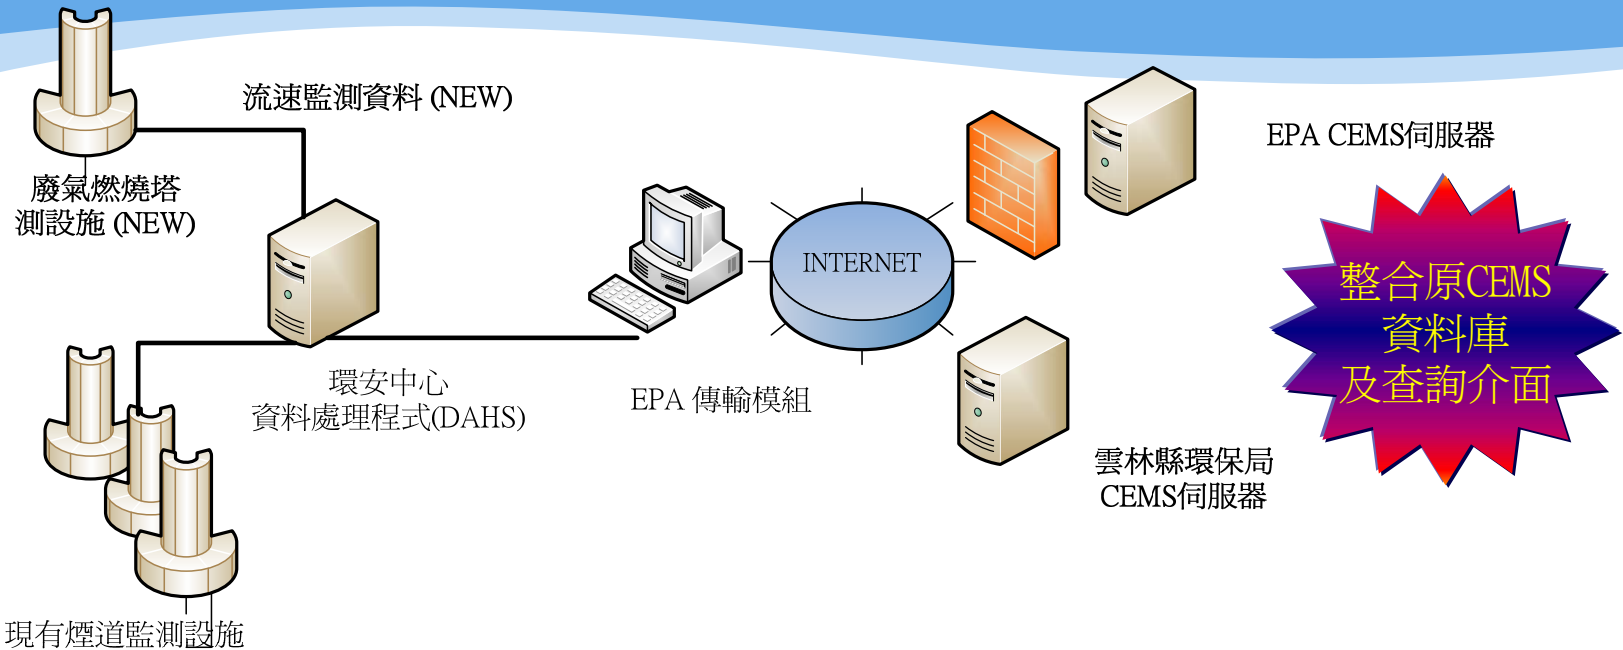 流速監測資料 (NEW)
廢氣燃燒塔
測設施 (NEW)
環安中心
資料處理程式(DAHS)
現有煙道監測設施
EPA 傳輸模組
INTERNET
EPA CEMS伺服器
雲林縣環保局
CEMS伺服器
整合原CEMS
資料庫
及查詢介面